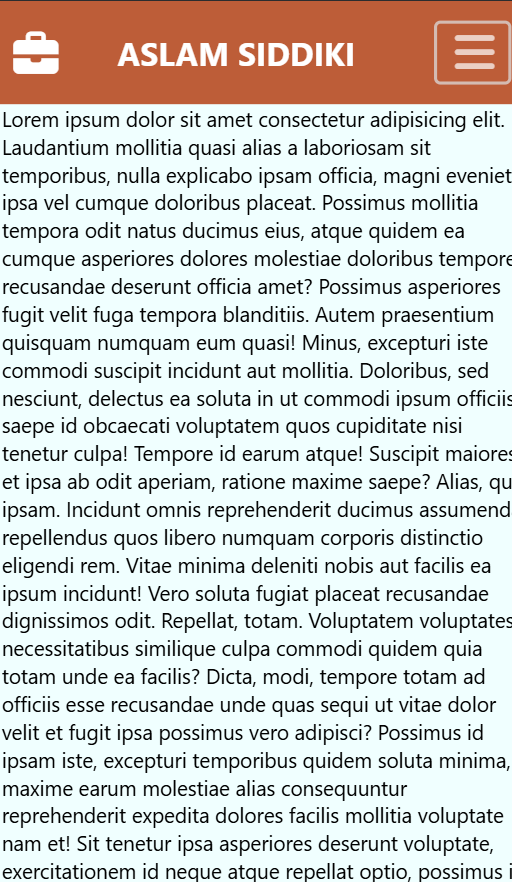 ASLAM SIDDIKI
Lorem ipsum dolor sit amet consectetur adipisicing elit.
Laudantium mollitia quasi alias a laboriosam sit
temporibus, nulla explicabo ipsam officia, magni eveniet
ipsa vel cumque doloribus placeat. Possimus mollitia
tempora odit natus ducimus eius, atque quidem ea
cumque asperiores dolores molestiae doloribus tempore
recusandae deserunt officia amet? Possimus asperiores
fugit velit fuga tempora blanditiis. Autem praesentium
quisquam numquam eum quasi! Minus, excepturi iste
commodi suscipit incidunt aut mollitia. Doloribus, sed
nesciunt, delectus ea soluta in ut commodi ipsum officiis
saepe id obcaecati voluptatem quos cupiditate nisi
tenetur culpa! Tempore id earum atque! Suscipit maiores
et ipsa ab odit aperiam, ratione maxime saepe? Alias, qu
ipsam. Incidunt omnis reprehenderit ducimus assumend
repellendus quos libero numquam corporis distinctio
eligendi rem. Vitae minima deleniti nobis aut facilis ea
ipsum incidunt! Vero soluta fugiat placeat recusandae
dignissimos odit. Repellat, totam. Voluptatem voluptates
necessitatibus similique culpa commodi quidem quia
totam unde ea facilis? Dicta, modi, tempore totam ad
officiis esse recusandae unde quas sequi ut vitae dolor
velit et fugit ipsa possimus vero adipisci? Possimus id
ipsam iste, excepturi temporibus quidem soluta minima,
maxime earum molestiae alias consequuntur
reprehenderit expedita dolores facilis mollitia voluptate
nam et! Sit tenetur ipsa asperiores deserunt voluptate,
exercitationem id neque atque repellat optio, possimus i